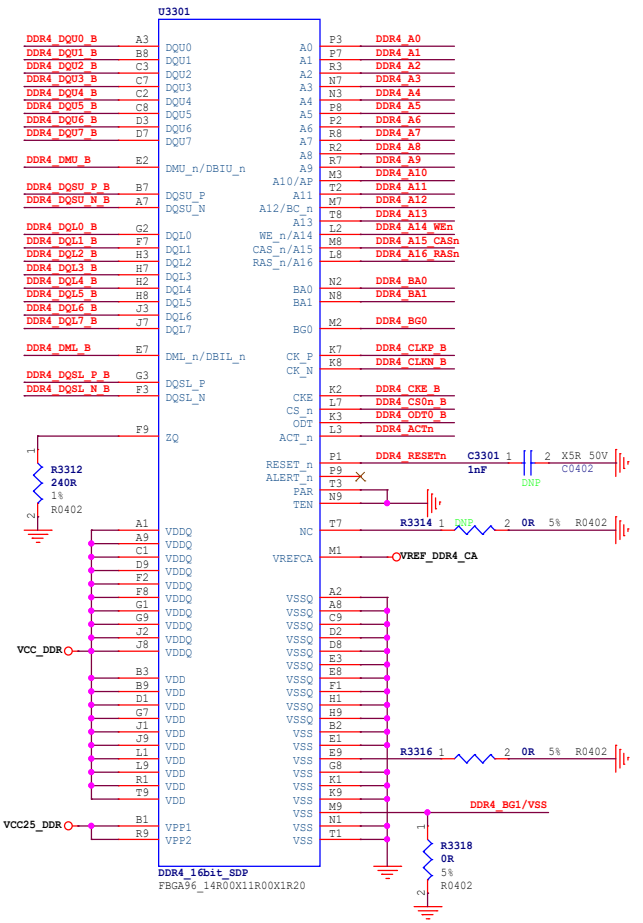 U3301
DDR4_DQU0_B A3 DQU0 A0 P3 DDR4_A0
DDR4_DQU1_B B8 DQU1 A1 P7 DDR4_A1
DDR4_DQU2_B C3 DQU2 A2 R3 DDR4_A2
DDR4_DQU3_B C7 DQU3 A3 N7 DDR4_A3
DDR4_DQU4_B C2 DQU4 A4 N3 DDR4_A4
DDR4_DQU5_B C8 DQU5 A5 P8 DDR4_A5
DDR4_DQU6_B D3 DQU6 A6 P2 DDR4_A6
DDR4_DQU7_B D7 DQU7 A7 R8 DDR4_A7
A8 R2 DDR4_A8
DDR4_DMU_B E2 DMU_n/DBIU_n A9 R7 DDR4_A9
A10/AP M3 DDR4_A10
DDR4_DQSU_P_B B7 DQSU_P A11 T2 DDR4_A11
DDR4_DQSU_N_B A7 DQSU_N A12/BC_n M7 DDR4_A12
A13 T8 DDR4_A13
DDR4_DQL0_B G2 DQL0 WE_n/A14 L2 DDR4_A14_WEn
DDR4_DQL1_B F7 DQL1 CAS_n/A15 M8 DDR4_A15_CASn
DDR4_DQL2_B H3 DQL2 RAS_n/A16 L8 DDR4_A16_RASn
DDR4_DQL3_B H7 DQL3
DDR4_DQL4_B H2 DQL4 BA0 N2 DDR4_BA0
DDR4_DQL5_B H8 DQL5 BA1 N8 DDR4_BA1
DDR4_DQL6_B J3 DQL6
DDR4_DQL7_B J7 DQL7 BG0 M2 DDR4_BG0
DDR4_DML_B E7 DML_n/DBIL_n CK_P K7 DDR4_CLKP_B
CK_N K8 DDR4_CLKN_B
DDR4_DQSL_P_B G3 DQSL_P
DDR4_DQSL_N_B F3 DQSL_N CKE K2 DDR4_CKE_B
CS_n L7 DDR4_CS0n_B
ODT K3 DDR4_ODT0_B
F9 ZQ ACT_n L3 DDR4_ACTn
1 RESET_n P1 DDR4_RESETn C3301 1 2 X5R 50V
R3312 ALERT_n P9 1nF C0402
240R DNP
1% PAR T3
R0402 TEN N9
2
A1 VDDQ NC T7 R3314 1 DNP 2 0R 5% R0402
A9 VDDQ
C1 VDDQ VREFCA M1 VREF_DDR4_CA
D9 VDDQ
F2 VDDQ
F8 VDDQ VSSQ A2
G1 VDDQ VSSQ A8
G9 VDDQ VSSQ C9
J2 VDDQ VSSQ D2
VCC_DDR J8 VDDQ VSSQ D8
VSSQ E3
B3 VDD VSSQ E8
B9 VDD VSSQ F1
D1 VDD VSSQ H1
G7 VDD VSSQ H9
J1 VDD VSS B2
J9 VDD VSS E1
L1 VDD VSS E9 R3316 1 2 0R 5% R0402
L9 VDD VSS G8
R1 VDD VSS K1
T9 VDD VSS K9
VSS M9 DDR4_BG1/VSS
VCC25_DDR B1 VPP1 VSS N1 1
R9 VPP2 VSS T1 R3318
0R
DDR4_16bit_SDP 5%
FBGA96_14R00X11R00X1R20 R0402
2